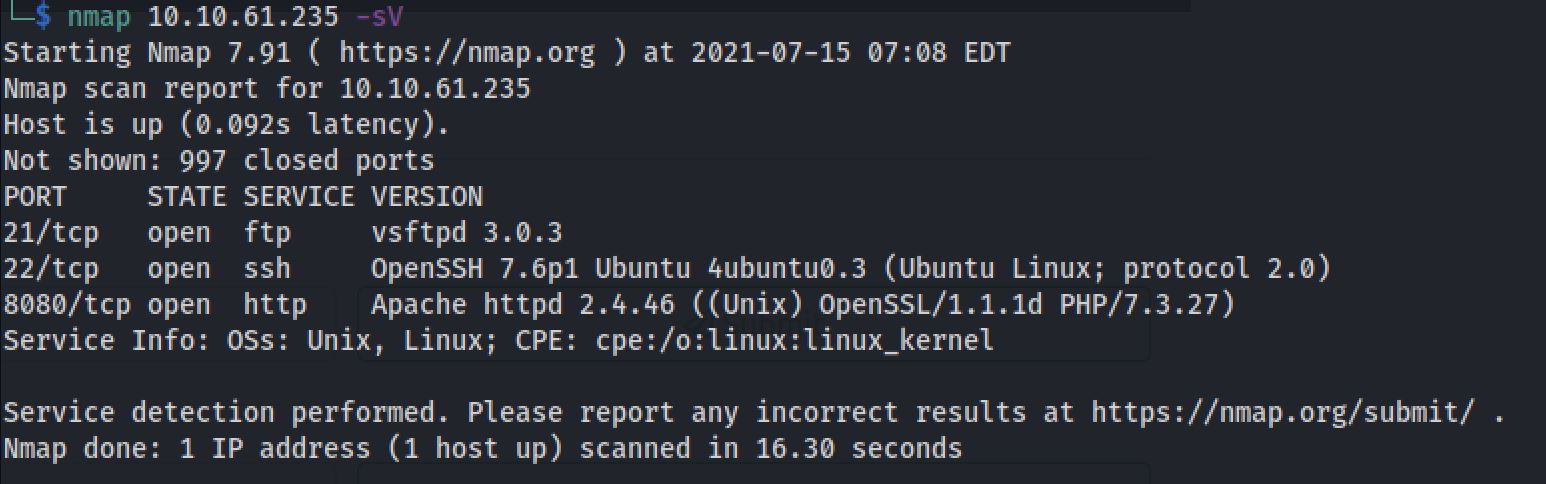 └─$ nmap 10.10.61.235 -sV
Starting Nmap 7.91 ( https://nmap.org ) at 2021-07-15 07:08 EDT
Nmap scan report for 10.10.61.235
Host is up (0.092s latency).
Not shown: 997 closed ports
PORT     STATE SERVICE VERSION
21/tcp   open  ftp     vsftpd 3.0.3
22/tcp   open  ssh     OpenSSH 7.6p1 Ubuntu 4ubuntu0.3 (Ubuntu Linux; protocol 2.0)
8080/tcp open  http    Apache httpd 2.4.46 ((Unix) OpenSSL/1.1.1d PHP/7.3.27)
Service Info: OSs: Unix, Linux; CPE: cpe:/o:linux:linux_kernel
Service detection performed. Please report any incorrect results at https://nmap.org/submit/ .
Nmap done: 1 IP address (1 host up) scanned in 16.30 seconds